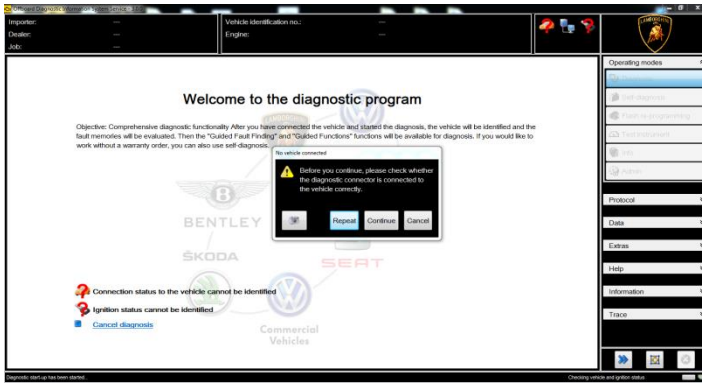 Offboard Diagnostic Information System Service
Importer: ---
Dealer: ---
Job: ---
Vehicle identification no.: ---
Engine: ---
Operating modes
Self-diagnosis
Flash re-programming
Test instruments
Info
Admin
Protocol
Data
Extras
Help
Information
Trace
Welcome to the diagnostic program
Objective: Comprehensive diagnostic functionality After you have connected the vehicle and started the diagnosis, the vehicle will be identified and the
fault memories will be evaluated. Then the "Guided Fault Finding" and "Guided Functions" functions will be available for diagnosis. If you would like to
work without a warranty order, you can also use self-diagnosis.
No vehicle connected
Before you continue, please check whether
the diagnostic connector is connected to
the vehicle correctly.
Repeat Continue Cancel
BENTLEY
ŠKODA
SEAT
Commercial
Vehicles
Connection status to the vehicle cannot be identified
Ignition status cannot be identified
Cancel diagnosis
Diagnostic start-up has been started...
Checking vehicle and ignition status